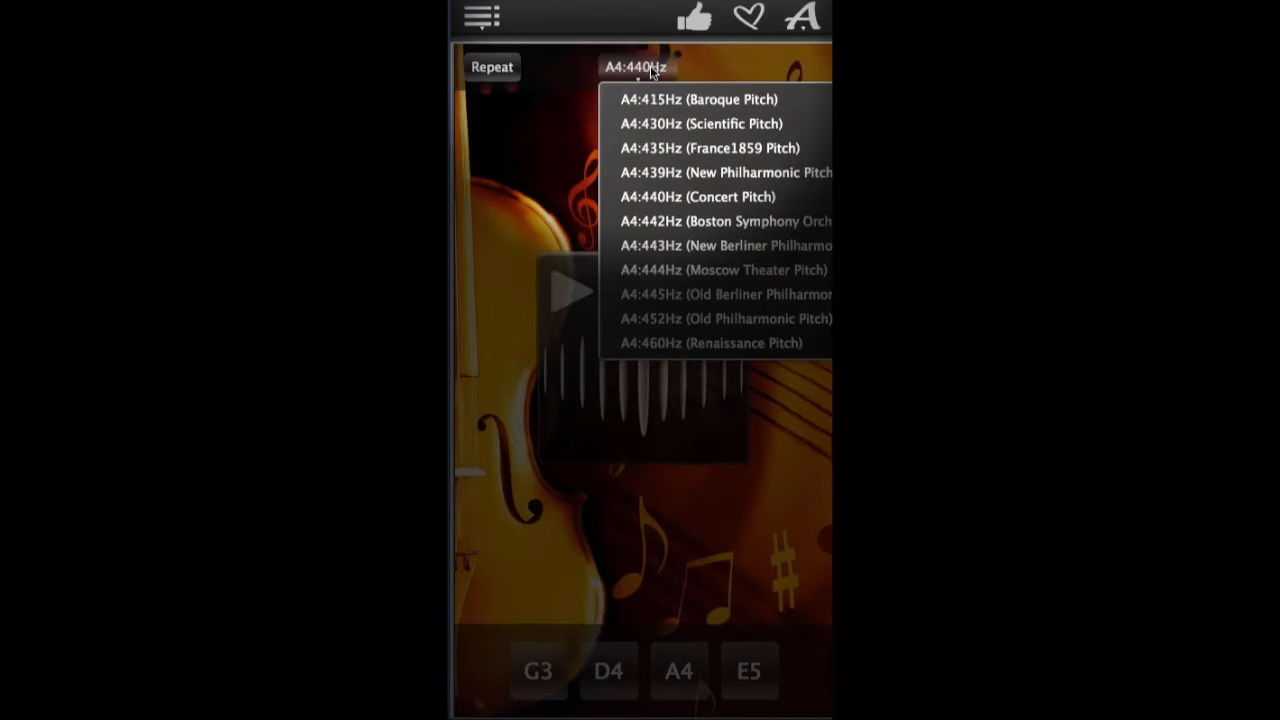 Repeat
A4:440Hz
A4:415Hz (Baroque Pitch)
A4:430Hz (Scientific Pitch)
A4:435Hz (France1859 Pitch)
A4:439Hz (New Philharmonic Pitch
A4:440Hz (Concert Pitch)
A4:442Hz (Boston Symphony Orch
A4:443Hz (New Berliner Philharmo
A4:444Hz (Moscow Theater Pitch)
A4:445Hz (Old Berliner Philharmon
A4:452Hz (Old Philharmonic Pitch)
A4:460Hz (Renaissance Pitch)
G3 D4 A4 E5